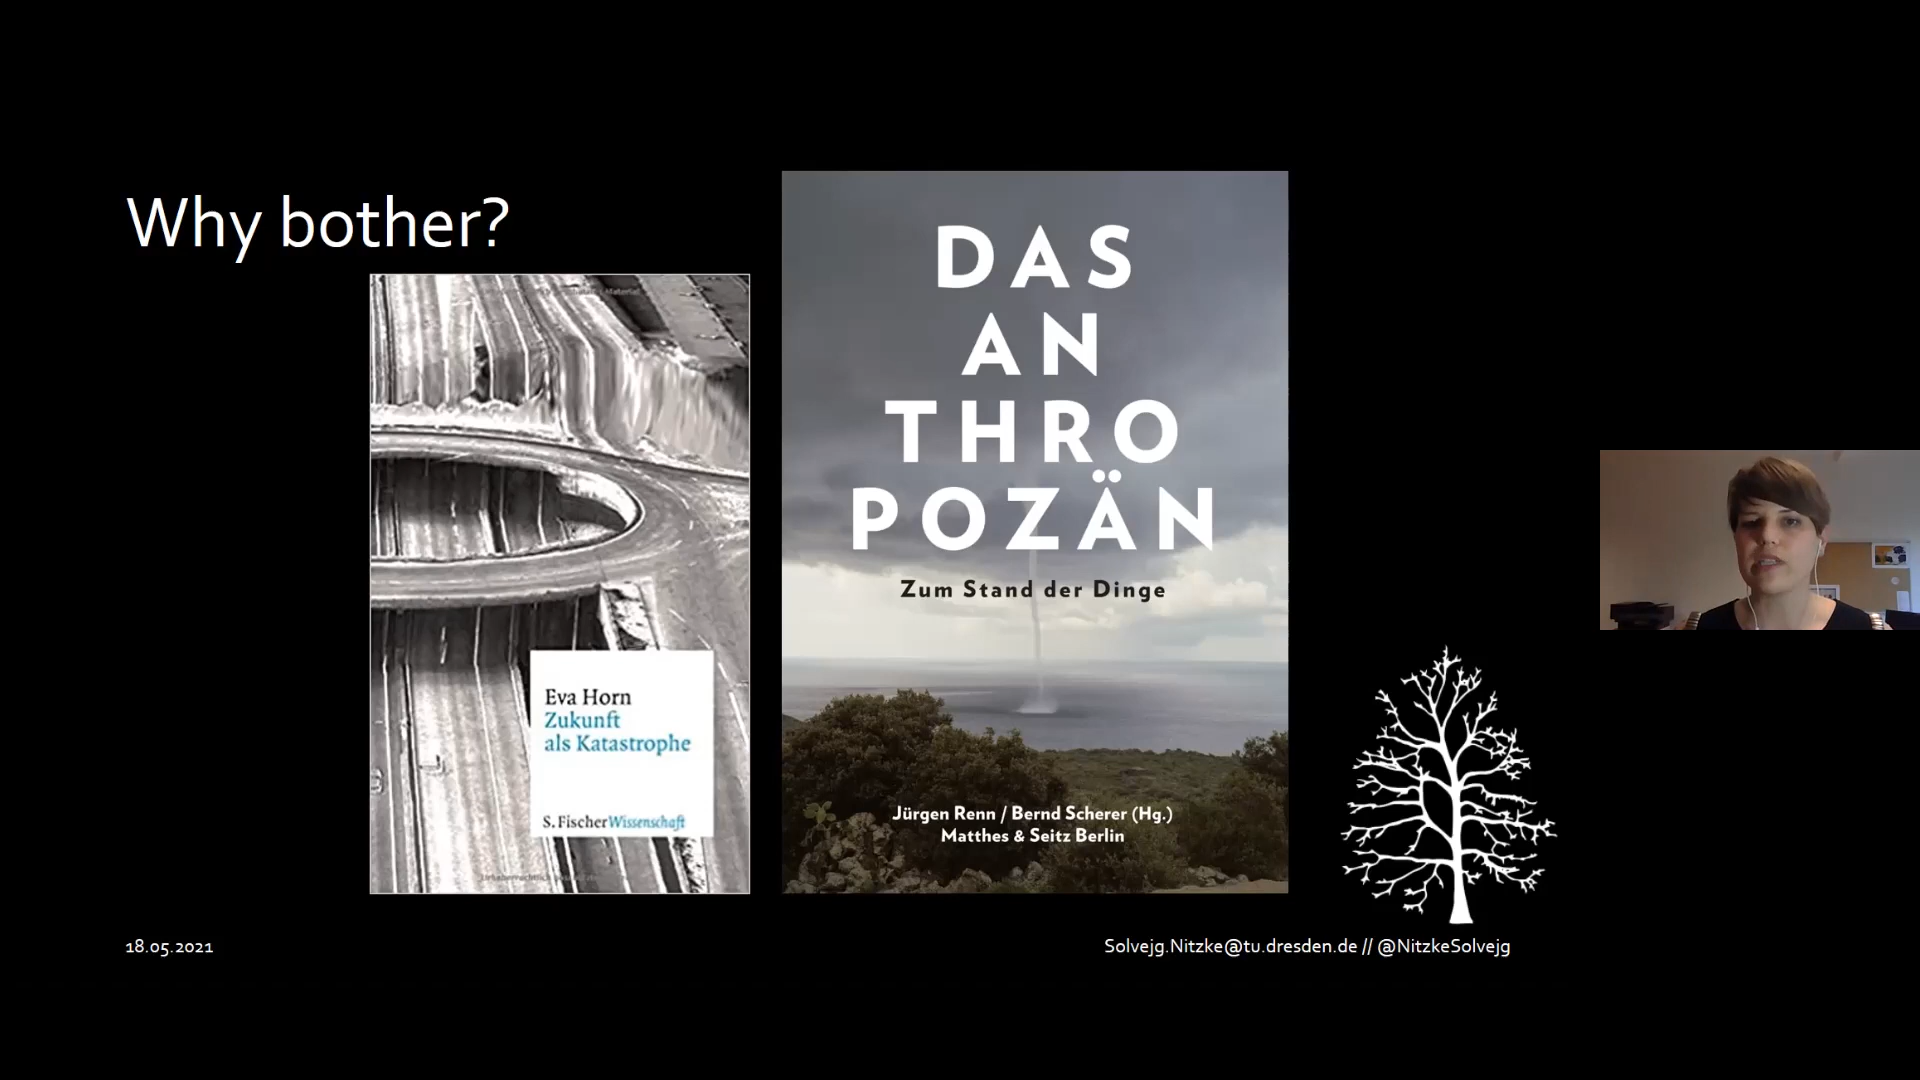 Why bother?
Eva Horn
Zukunft
als Katastrophe
S. Fischer Wissenschaft
DAS
AN
THRO
POZÄN
Zum Stand der Dinge
Jürgen Renn / Bernd Scherer (Hg.)
Matthes & Seitz Berlin
18.05.2021
Solvejg.Nitzke@tu.dresden.de // @NitzkeSolvejg